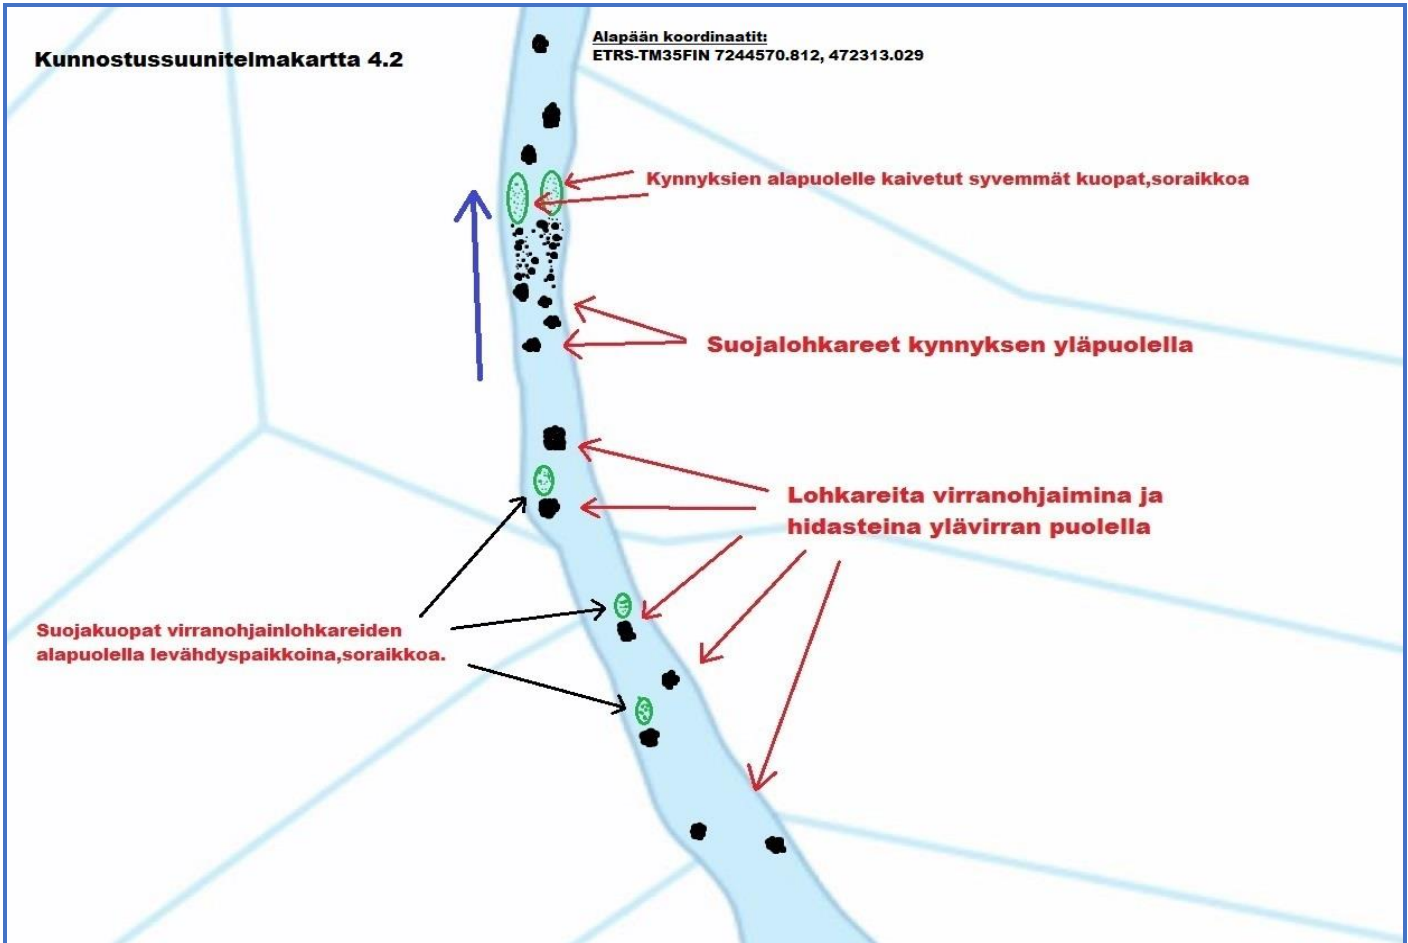 Kunnostussuunitelmakartta 4.2
Alapään koordinaatit:
ETRS-TM35FIN 7244570.812, 472313.029
Kynnyksien alapuolelle kaivetut syvemmät kuopat,soraikkoa
Suojalohkareet kynnyksen yläpuolella
Lohkareita virranohjaimina ja
hidasteina ylävirran puolella
Suojakuopat virranohjainlohkareiden
alapuolella levähdyspaikkoina,soraikkoa.